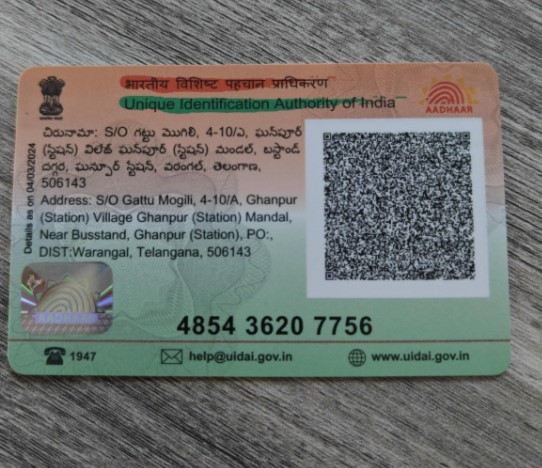 भारतीय विशिष्ट पहचान प्राधिकरण
Unique Identification Authority of India
AADHAAR
చిరునామా: S/O గట్టు మొగిలి, 4-10/ఎ, ఘన్‌పూర్
(స్టేషన్) విలేజ్ ఘన్‌పూర్ (స్టేషన్) మండల్, బస్టాండ్
దగ్గర, ఘన్పూర్ స్టేషన్, వరంగల్, తెలంగాణ,
506143
Address: S/O Gattu Mogili, 4-10/A, Ghanpur
(Station) Village Ghanpur (Station) Mandal,
Near Busstand, Ghanpur (Station), PO:,
DIST:Warangal, Telangana, 506143
Details as on 04/03/2024
4854 3620 7756
1947
help@uidai.gov.in
www.uidai.gov.in